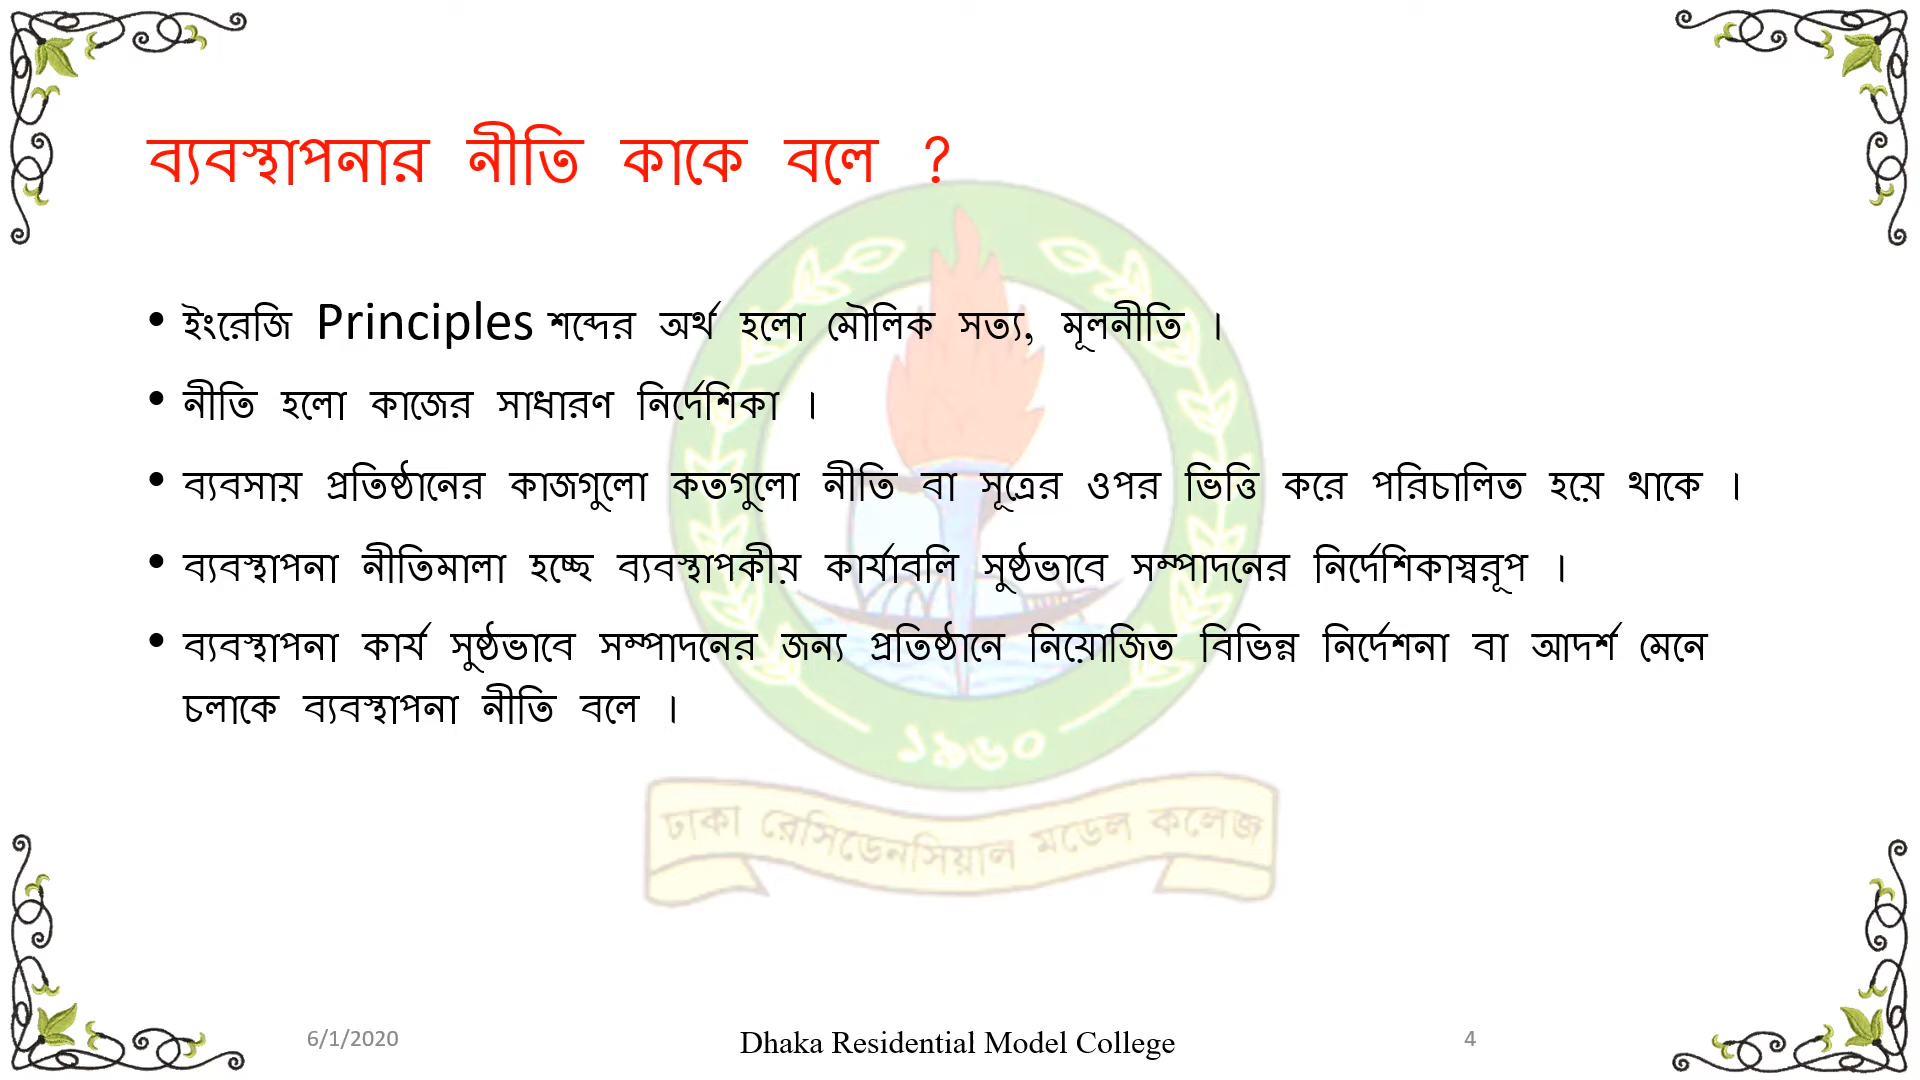 ব্যবস্থাপনার নীতি কাকে বলে ?
• ইংরেজি Principles শব্দের অর্থ হলো মৌলিক সত্য, মূলনীতি ।
• নীতি হলো কাজের সাধারণ নির্দেশিকা ।
• ব্যবসায় প্রতিষ্ঠানের কাজগুলো কতগুলো নীতি বা সূত্রের ওপর ভিত্তি করে পরিচালিত হয়ে থাকে ।
• ব্যবস্থাপনা নীতিমালা হচ্ছে ব্যবস্থাপকীয় কার্যাবলি সুষ্ঠভাবে সম্পাদনের নির্দেশিকাস্বরূপ ।
• ব্যবস্থাপনা কার্য সুষ্ঠভাবে সম্পাদনের জন্য প্রতিষ্ঠানে নিয়োজিত বিভিন্ন নির্দেশনা বা আদর্শ মেনে
চলাকে ব্যবস্থাপনা নীতি বলে ।
১৯৬০
ঢাকা রেসিডেনসিয়াল মডেল কলেজ
6/1/2020
Dhaka Residential Model College
4